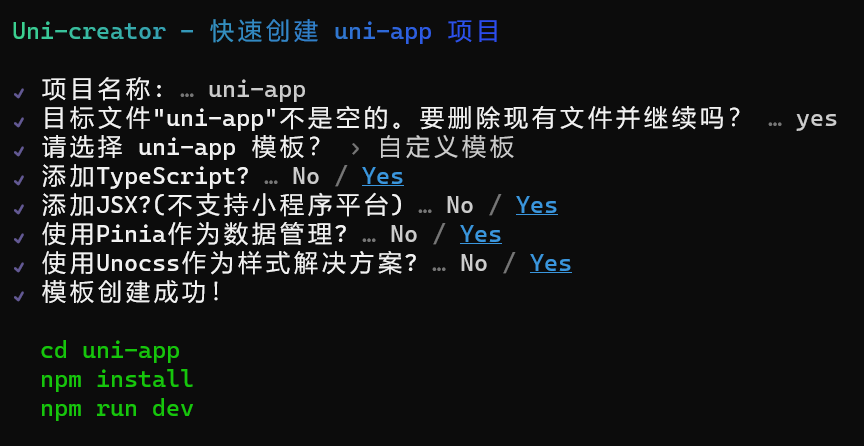 Uni-creator - 快速创建 uni-app 项目
✔ 项目名称: … uni-app
✔ 目标文件"uni-app"不是空的。要删除现有文件并继续吗? … yes
✔ 请选择 uni-app 模板? › 自定义模板
✔ 添加TypeScript? … No / Yes
✔ 添加JSX?(不支持小程序平台) … No / Yes
✔ 使用Pinia作为数据管理? … No / Yes
✔ 使用Unocss作为样式解决方案? … No / Yes
✔ 模板创建成功!
cd uni-app
npm install
npm run dev